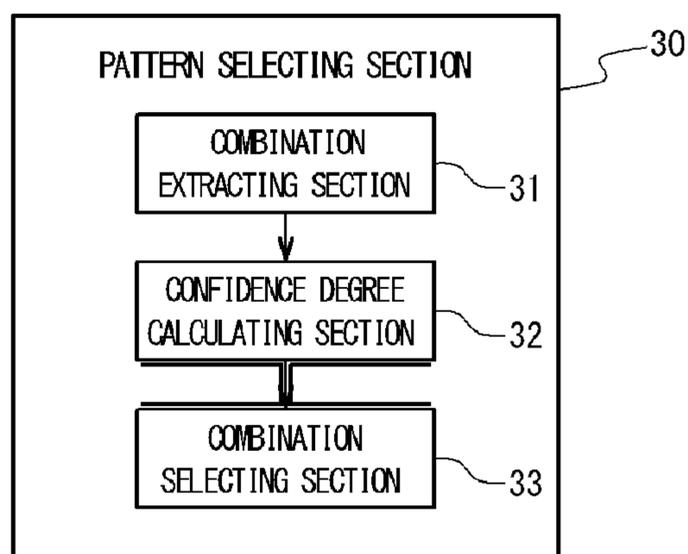 PATTERN SELECTING SECTION
30
COMBINATION
EXTRACTING SECTION
31
CONFIDENCE DEGREE
CALCULATING SECTION
32
COMBINATION
SELECTING SECTION
33